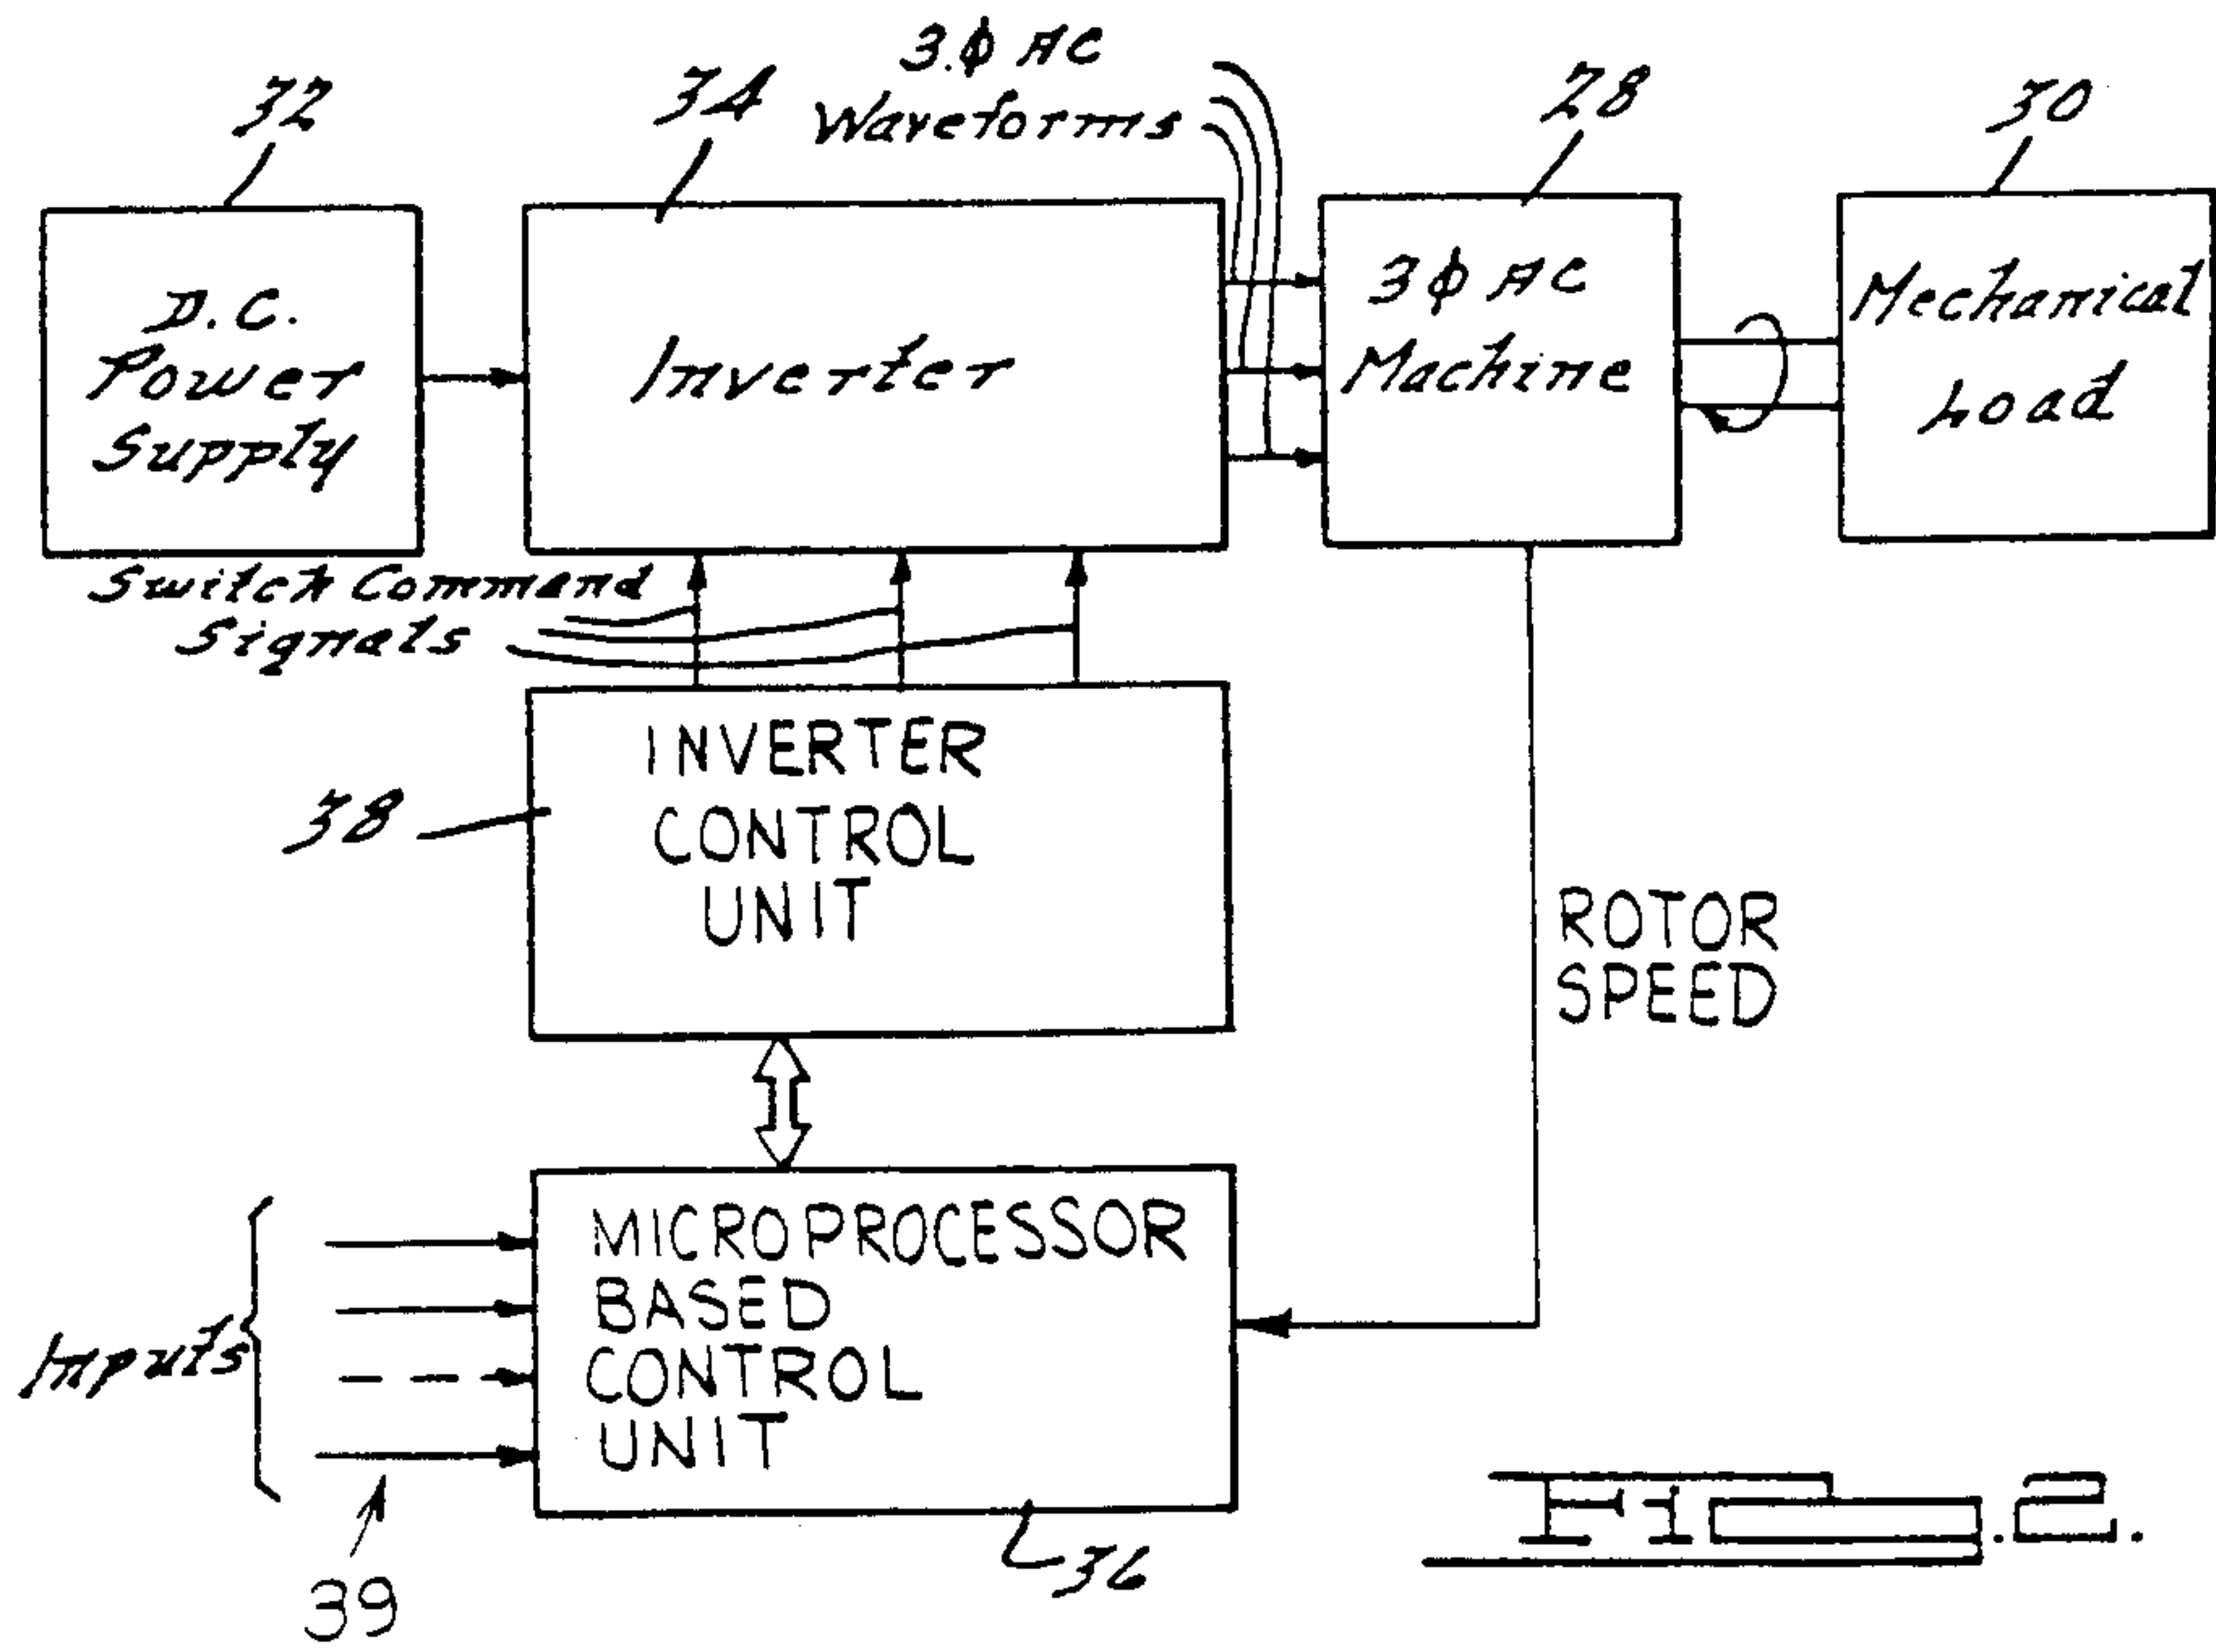 3.φ AC
Waveforms
32
34
28
30
D.C.
Power
Supply
Inverter
3φ AC
Machine
Mechanical
Load
Switch Command
Signals
INVERTER
CONTROL
UNIT
38
ROTOR
SPEED
MICROPROCESSOR
BASED
CONTROL
UNIT
Inputs
39
36
FIG.2.